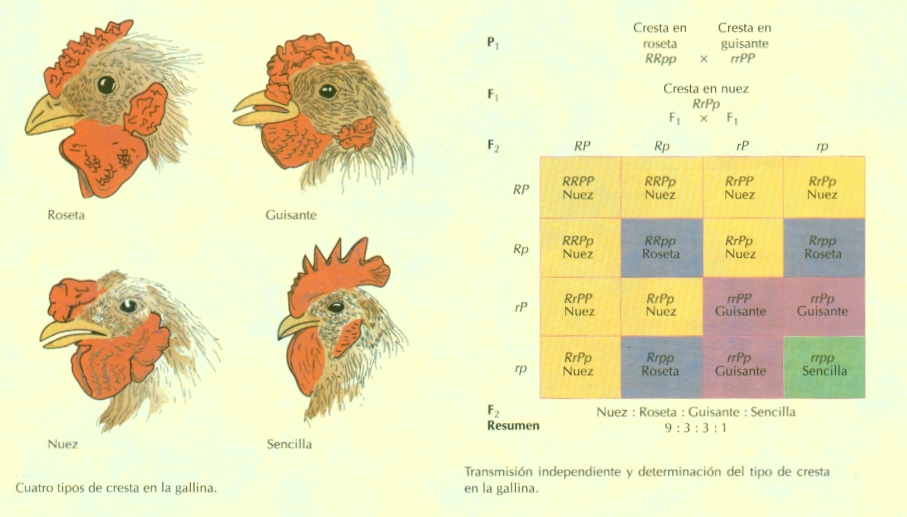 Roseta
Guisante
Nuez
Sencilla
Cuatro tipos de cresta en la gallina.
P1
Cresta en Cresta en
roseta guisante
RRpp × rrPP
F1
Cresta en nuez
RrPp
F1 × F1
F2
RP Rp rP rp
RP
RRPP RRPp RrPP RrPp
Nuez Nuez Nuez Nuez
Rp
RRPp RRpp RrPp Rrpp
Nuez Roseta Nuez Roseta
rP
RrPP RrPp rrPP rrPp
Nuez Nuez Guisante Guisante
rp
RrPp Rrpp rrPp rrpp
Nuez Roseta Guisante Sencilla
F2
Resumen
Nuez : Roseta : Guisante : Sencilla
9 : 3 : 3 : 1
Transmisión independiente y determinación del tipo de cresta
en la gallina.